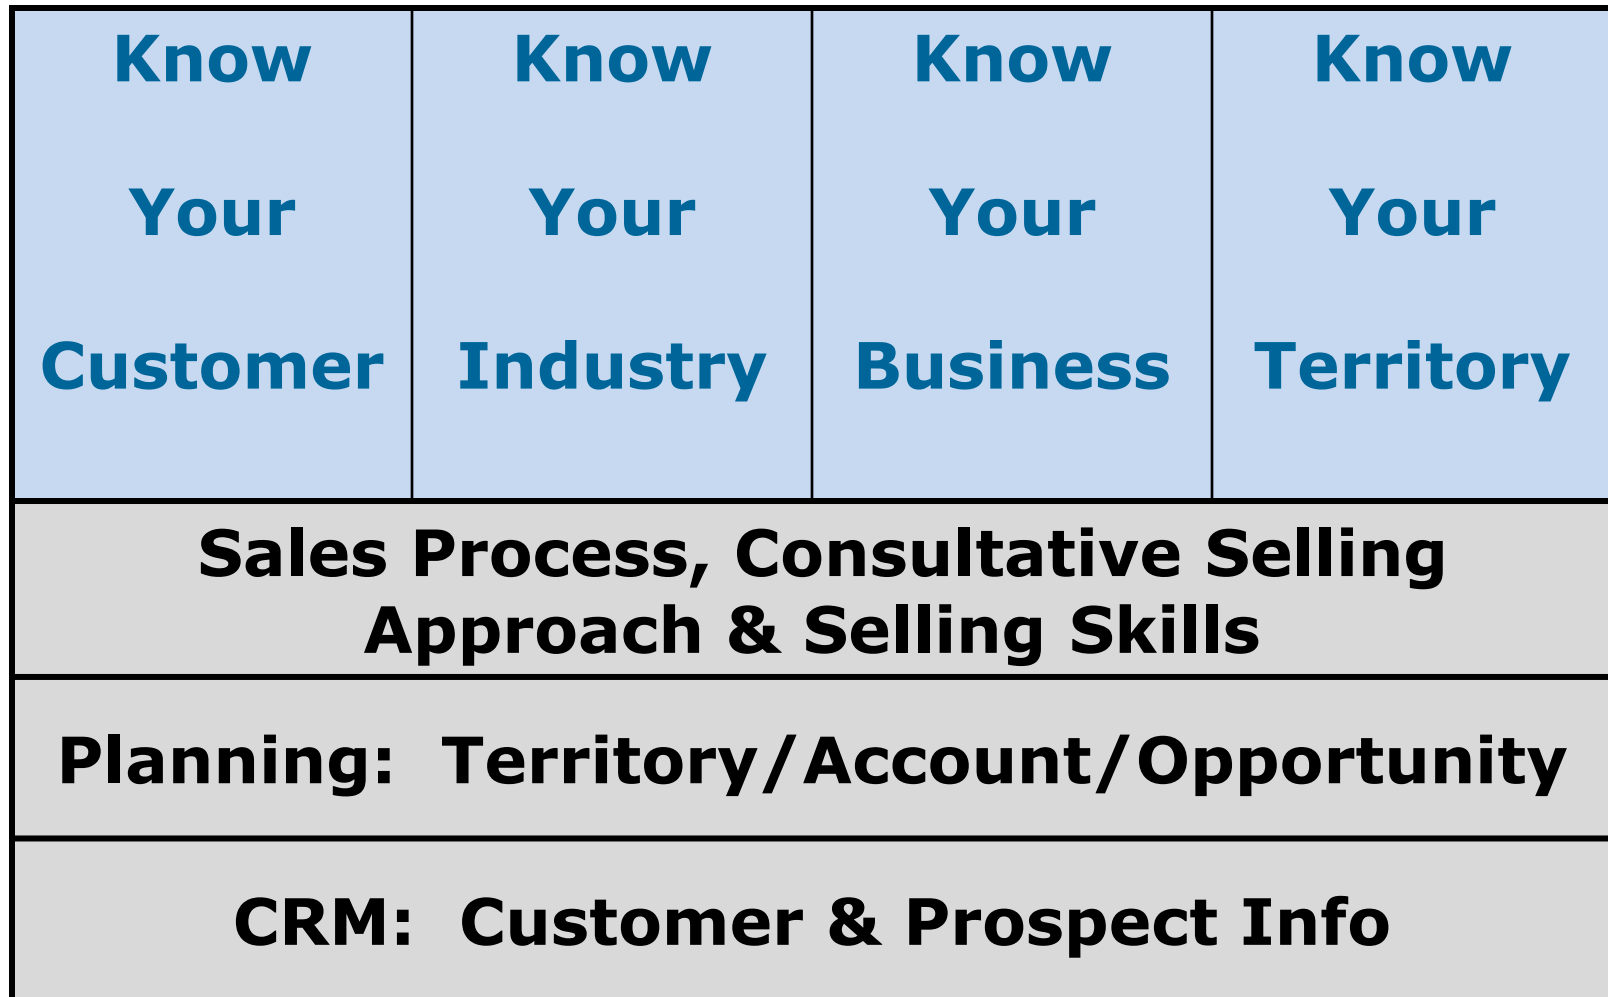 Know
Your
Customer
Know
Your
Industry
Know
Your
Business
Know
Your
Territory
Sales Process, Consultative Selling
Approach & Selling Skills
Planning:  Territory/Account/Opportunity
CRM:  Customer & Prospect Info